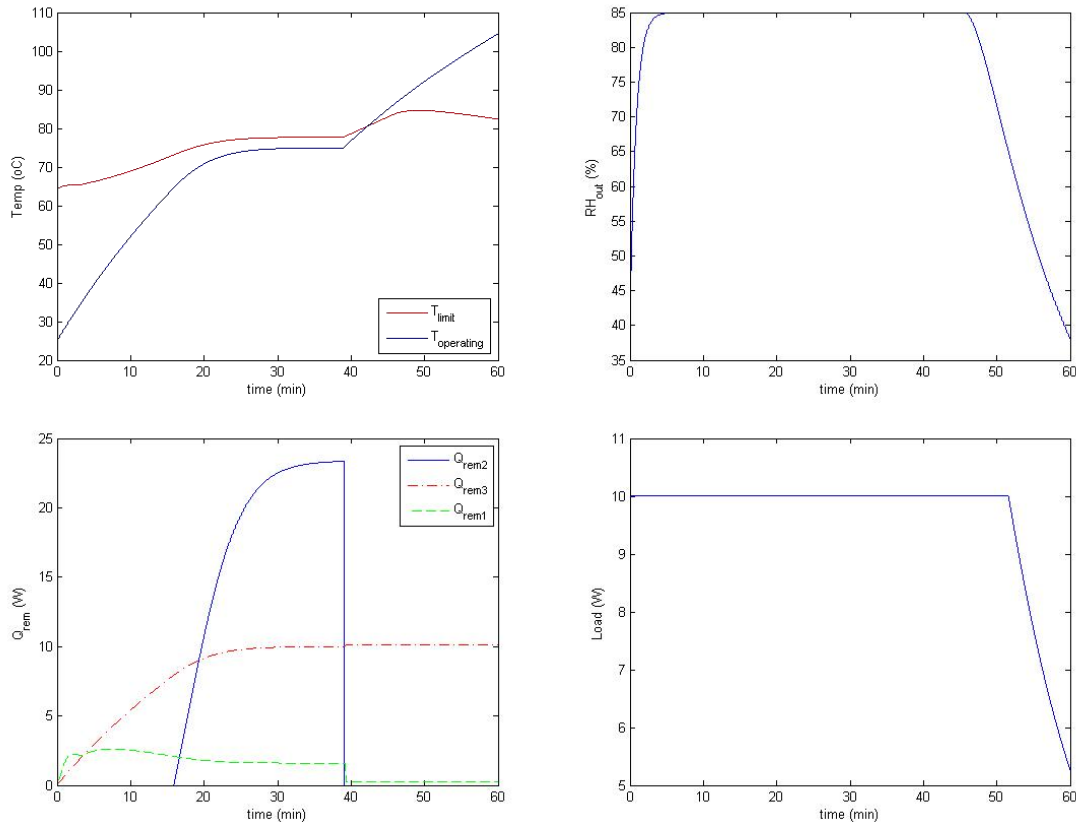 110
100
90
80
70
60
50
40
30
20
Temp (oC)
0 10 20 30 40 50 60
time (min)
T_limit
T_operating
85
80
75
70
65
60
55
50
45
40
35
RH_out (%)
0 10 20 30 40 50 60
time (min)
25
20
15
10
5
0
Q_rem (W)
0 10 20 30 40 50 60
time (min)
Q_rem2
Q_rem3
Q_rem1
11
10
9
8
7
6
5
Load (W)
0 10 20 30 40 50 60
time (min)